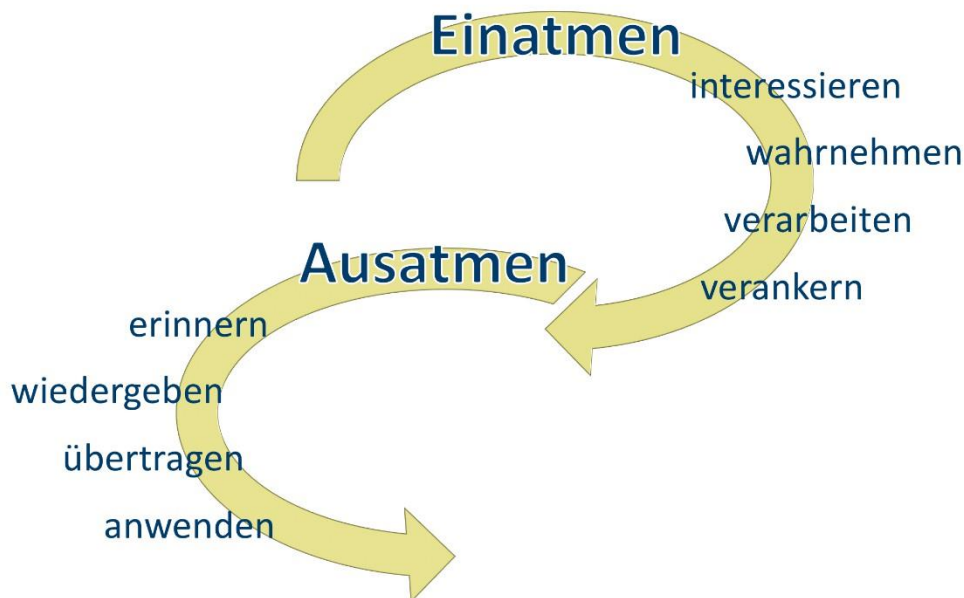 Einatmen
interessieren
wahrnehmen
verarbeiten
verankern
Ausatmen
erinnern
wiedergeben
übertragen
anwenden